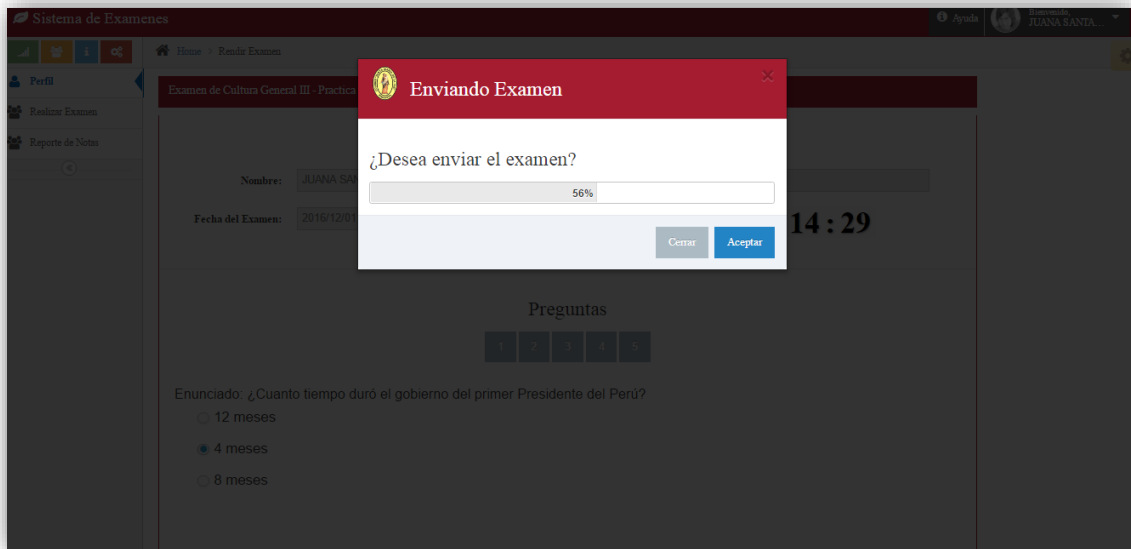 Sistema de Examenes
Ayuda
Bienvenido,
JUANA SANTA...
Home > Rendir Examen
Perfil
Realizar Examen
Reporte de Notas
Examen de Cultura General III - Practica
Enviando Examen
×
¿Desea enviar el examen?
56%
Cerrar
Aceptar
Nombre:
JUANA SAN
Fecha del Examen:
2016/12/01
14 : 29
Preguntas
1 2 3 4 5
Enunciado: ¿Cuanto tiempo duró el gobierno del primer Presidente del Perú?
12 meses
4 meses
8 meses